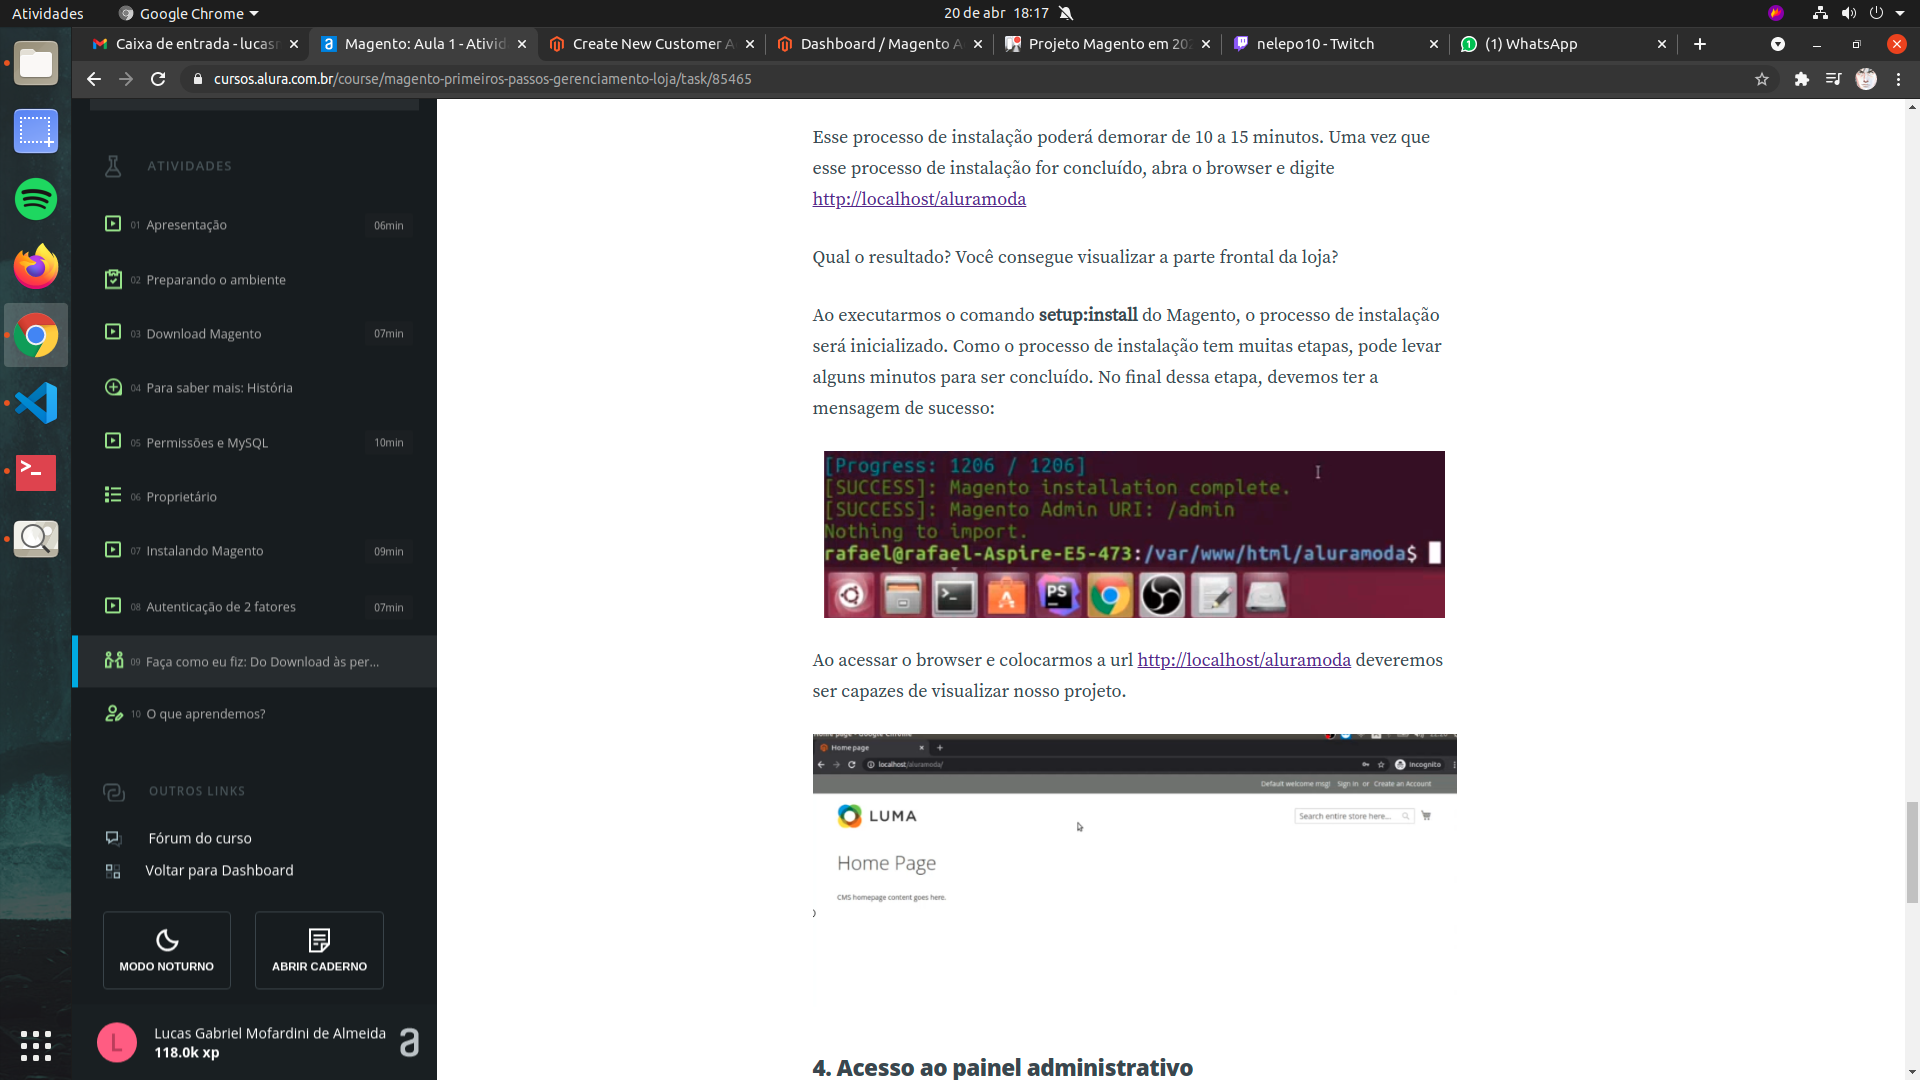 Atividades
Google Chrome
20 de abr 18:17
Caixa de entrada - lucasr
Magento: Aula 1 - Ativid
Create New Customer A
Dashboard / Magento A
Projeto Magento em 202
nelepo10 - Twitch
(1) WhatsApp
cursos.alura.com.br/course/magento-primeiros-passos-gerenciamento-loja/task/85465
ATIVIDADES
01 Apresentação 06min
02 Preparando o ambiente
03 Download Magento 07min
04 Para saber mais: História
05 Permissões e MySQL 10min
06 Proprietário
07 Instalando Magento 09min
08 Autenticação de 2 fatores 07min
09 Faça como eu fiz: Do Download às per...
10 O que aprendemos?
OUTROS LINKS
Fórum do curso
Voltar para Dashboard
MODO NOTURNO
ABRIR CADERNO
L
Lucas Gabriel Mofardini de Almeida
118.0k xp
Esse processo de instalação poderá demorar de 10 a 15 minutos. Uma vez que
esse processo de instalação for concluído, abra o browser e digite
http://localhost/aluramoda
Qual o resultado? Você consegue visualizar a parte frontal da loja?
Ao executarmos o comando setup:install do Magento, o processo de instalação
será inicializado. Como o processo de instalação tem muitas etapas, pode levar
alguns minutos para ser concluído. No final dessa etapa, devemos ter a
mensagem de sucesso:
[Progress: 1206 / 1206]
[SUCCESS]: Magento installation complete.
[SUCCESS]: Magento Admin URI: /admin
Nothing to import.
rafael@rafael-Aspire-E5-473:/var/www/html/aluramoda$
PS
Ao acessar o browser e colocarmos a url http://localhost/aluramoda deveremos
ser capazes de visualizar nosso projeto.
Home page
localhost/aluramoda/
Incognito
Default welcome msg! Sign In or Create an Account
LUMA
Search entire store here...
Home Page
CMS homepage content goes here.
4. Acesso ao painel administrativo